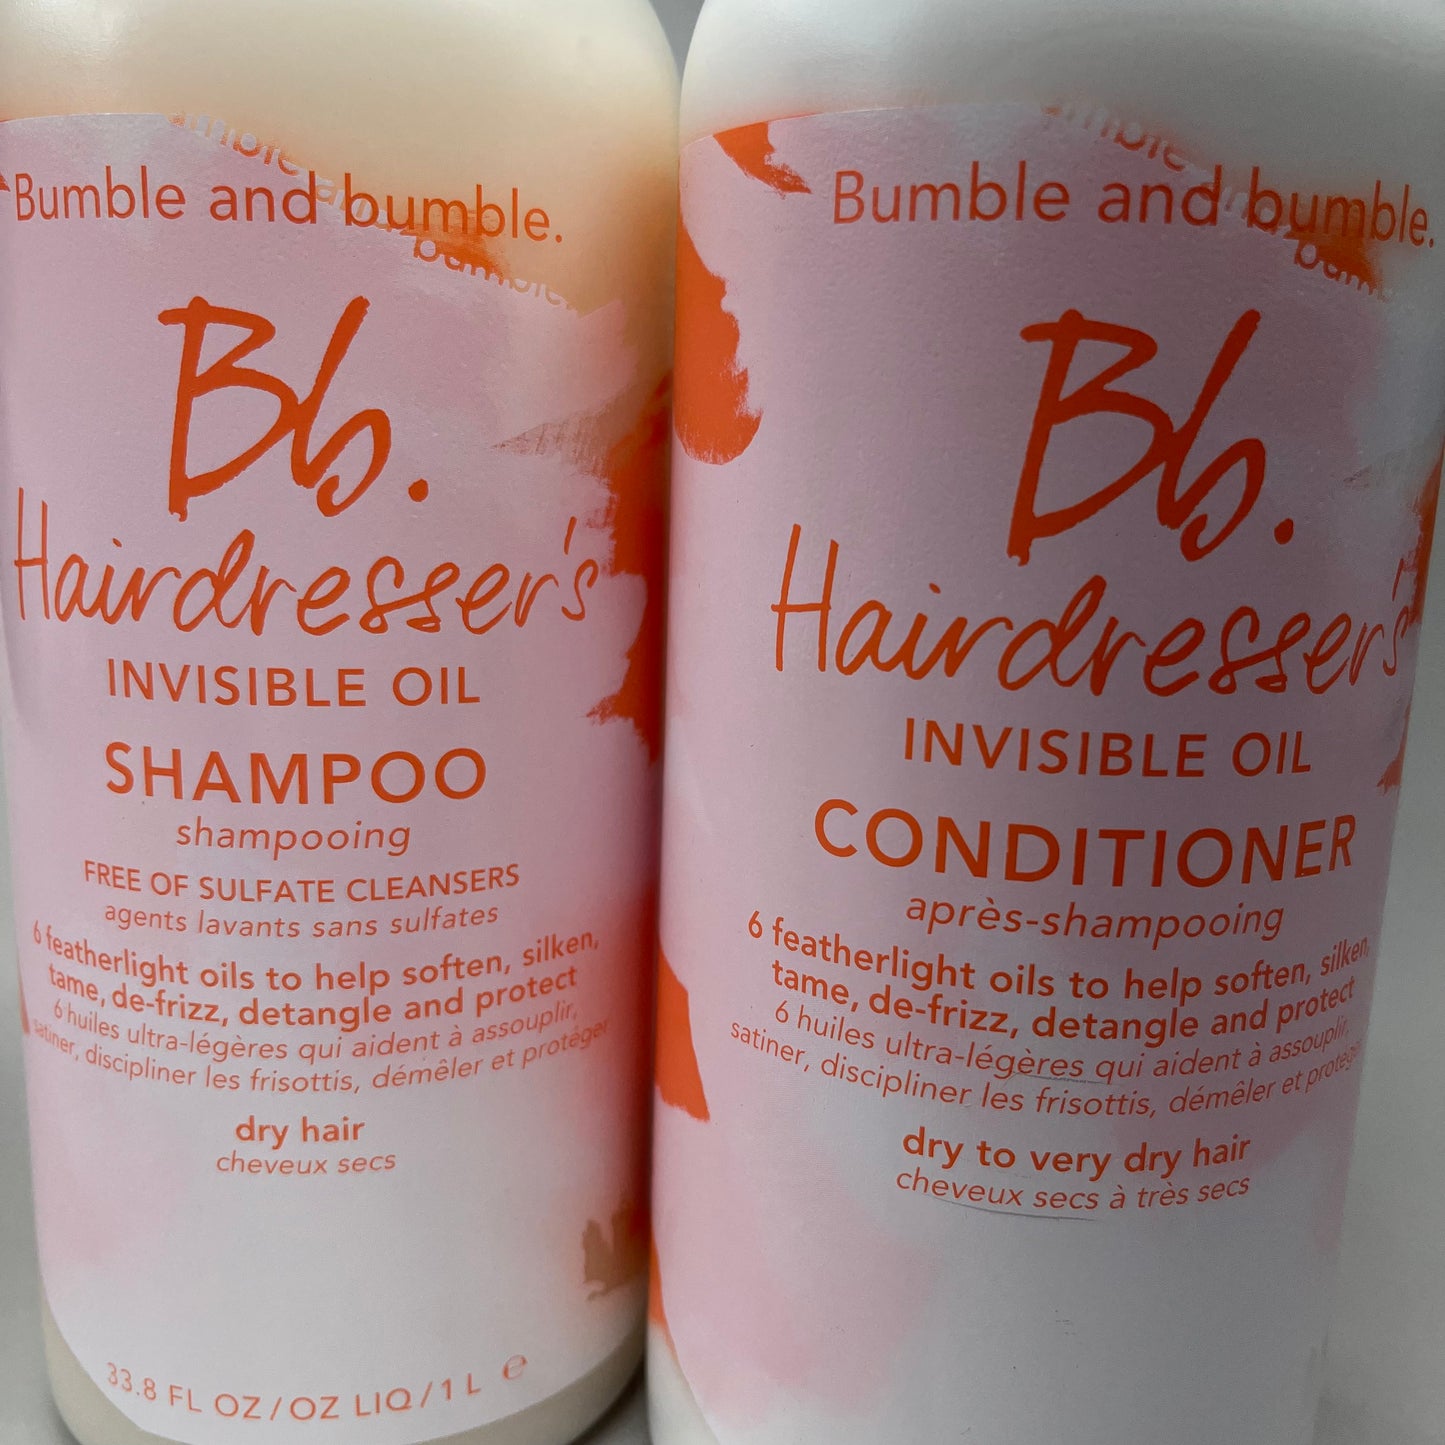 Bumble and bumble.
bumble.
Bb.
Hairdresser's
INVISIBLE OIL
SHAMPOO
shampooing
FREE OF SULFATE CLEANSERS
agents lavants sans sulfates
6 featherlight oils to help soften, silken,
tame, de-frizz, detangle and protect
6 huiles ultra-légères qui aident à assouplir,
satiner, discipliner les frisottis, démêler et protéger
dry hair
cheveux secs
33.8 FL OZ/OZ LIQ/1 L e
Bumble and bumble.
Bb.
Hairdresser's
INVISIBLE OIL
CONDITIONER
après-shampooing
6 featherlight oils to help soften, silken,
tame, de-frizz, detangle and protect
6 huiles ultra-légères qui aident à assouplir,
satiner, discipliner les frisottis, démêler et protéger
dry to very dry hair
cheveux secs à très secs